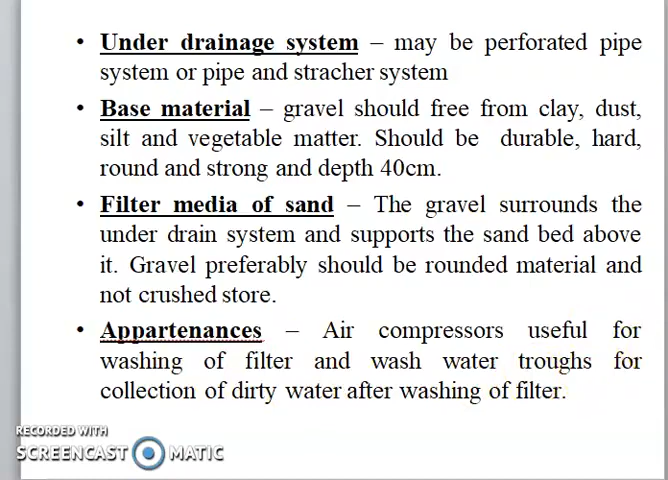 • Under drainage system – may be perforated pipe
system or pipe and stracher system
• Base material – gravel should free from clay, dust,
silt and vegetable matter. Should be durable, hard,
round and strong and depth 40cm.
• Filter media of sand – The gravel surrounds the
under drain system and supports the sand bed above
it. Gravel preferably should be rounded material and
not crushed store.
• Appartenances – Air compressors useful for
washing of filter and wash water troughs for
collection of dirty water after washing of filter.
RECORDED WITH
SCREENCAST MATIC